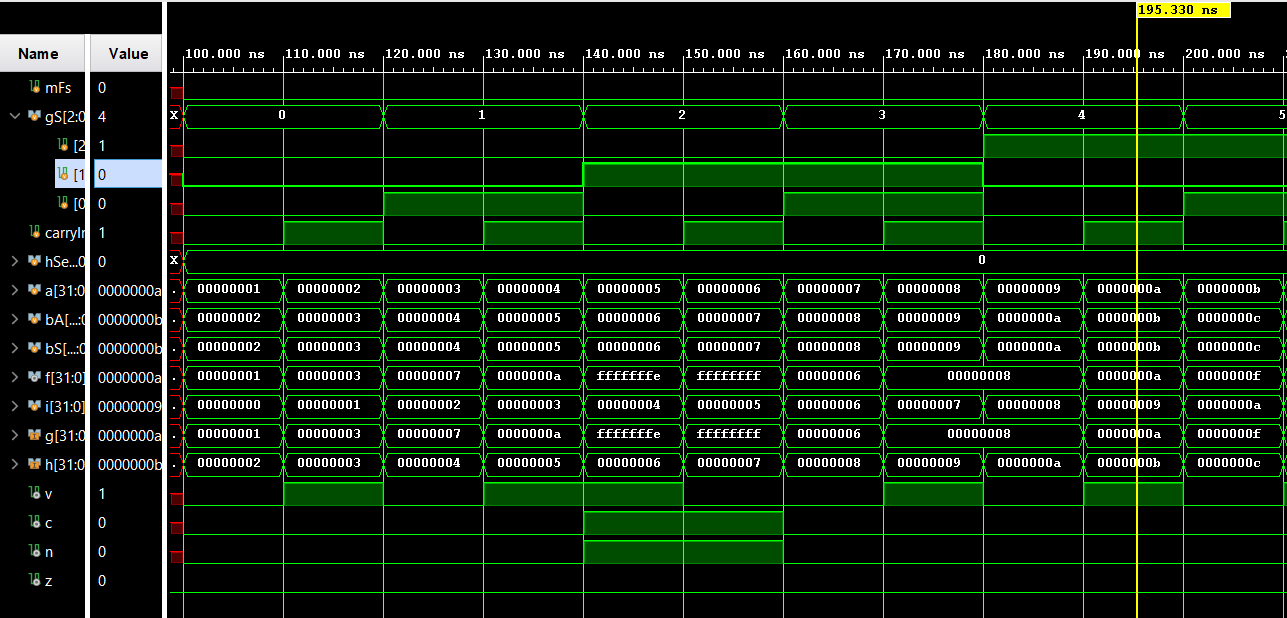 195.330 ns
Name Value 100.000 ns 110.000 ns 120.000 ns 130.000 ns 140.000 ns 150.000 ns 160.000 ns 170.000 ns 180.000 ns 190.000 ns 200.000 ns
mFs 0
gS[2:0 4 X 0 1 2 3 4 5
[2 1
[1 0
[0 0
carryIr 1
hSe...0 0 X 0
a[31:0 0000000a . 00000001 00000002 00000003 00000004 00000005 00000006 00000007 00000008 00000009 0000000a 0000000b
bA[...:0 0000000b . 00000002 00000003 00000004 00000005 00000006 00000007 00000008 00000009 0000000a 0000000b 0000000c
bS[...:0 0000000b . 00000002 00000003 00000004 00000005 00000006 00000007 00000008 00000009 0000000a 0000000b 0000000c
f[31:0] 0000000a . 00000001 00000003 00000007 0000000a fffffffe ffffffff 00000006 00000008 0000000a 0000000f
i[31:0] 00000009 . 00000000 00000001 00000002 00000003 00000004 00000005 00000006 00000007 00000008 00000009 0000000a
g[31:0 0000000a . 00000001 00000003 00000007 0000000a fffffffe ffffffff 00000006 00000008 0000000a 0000000f
h[31:0 0000000b . 00000002 00000003 00000004 00000005 00000006 00000007 00000008 00000009 0000000a 0000000b 0000000c
v 1
c 0
n 0
z 0